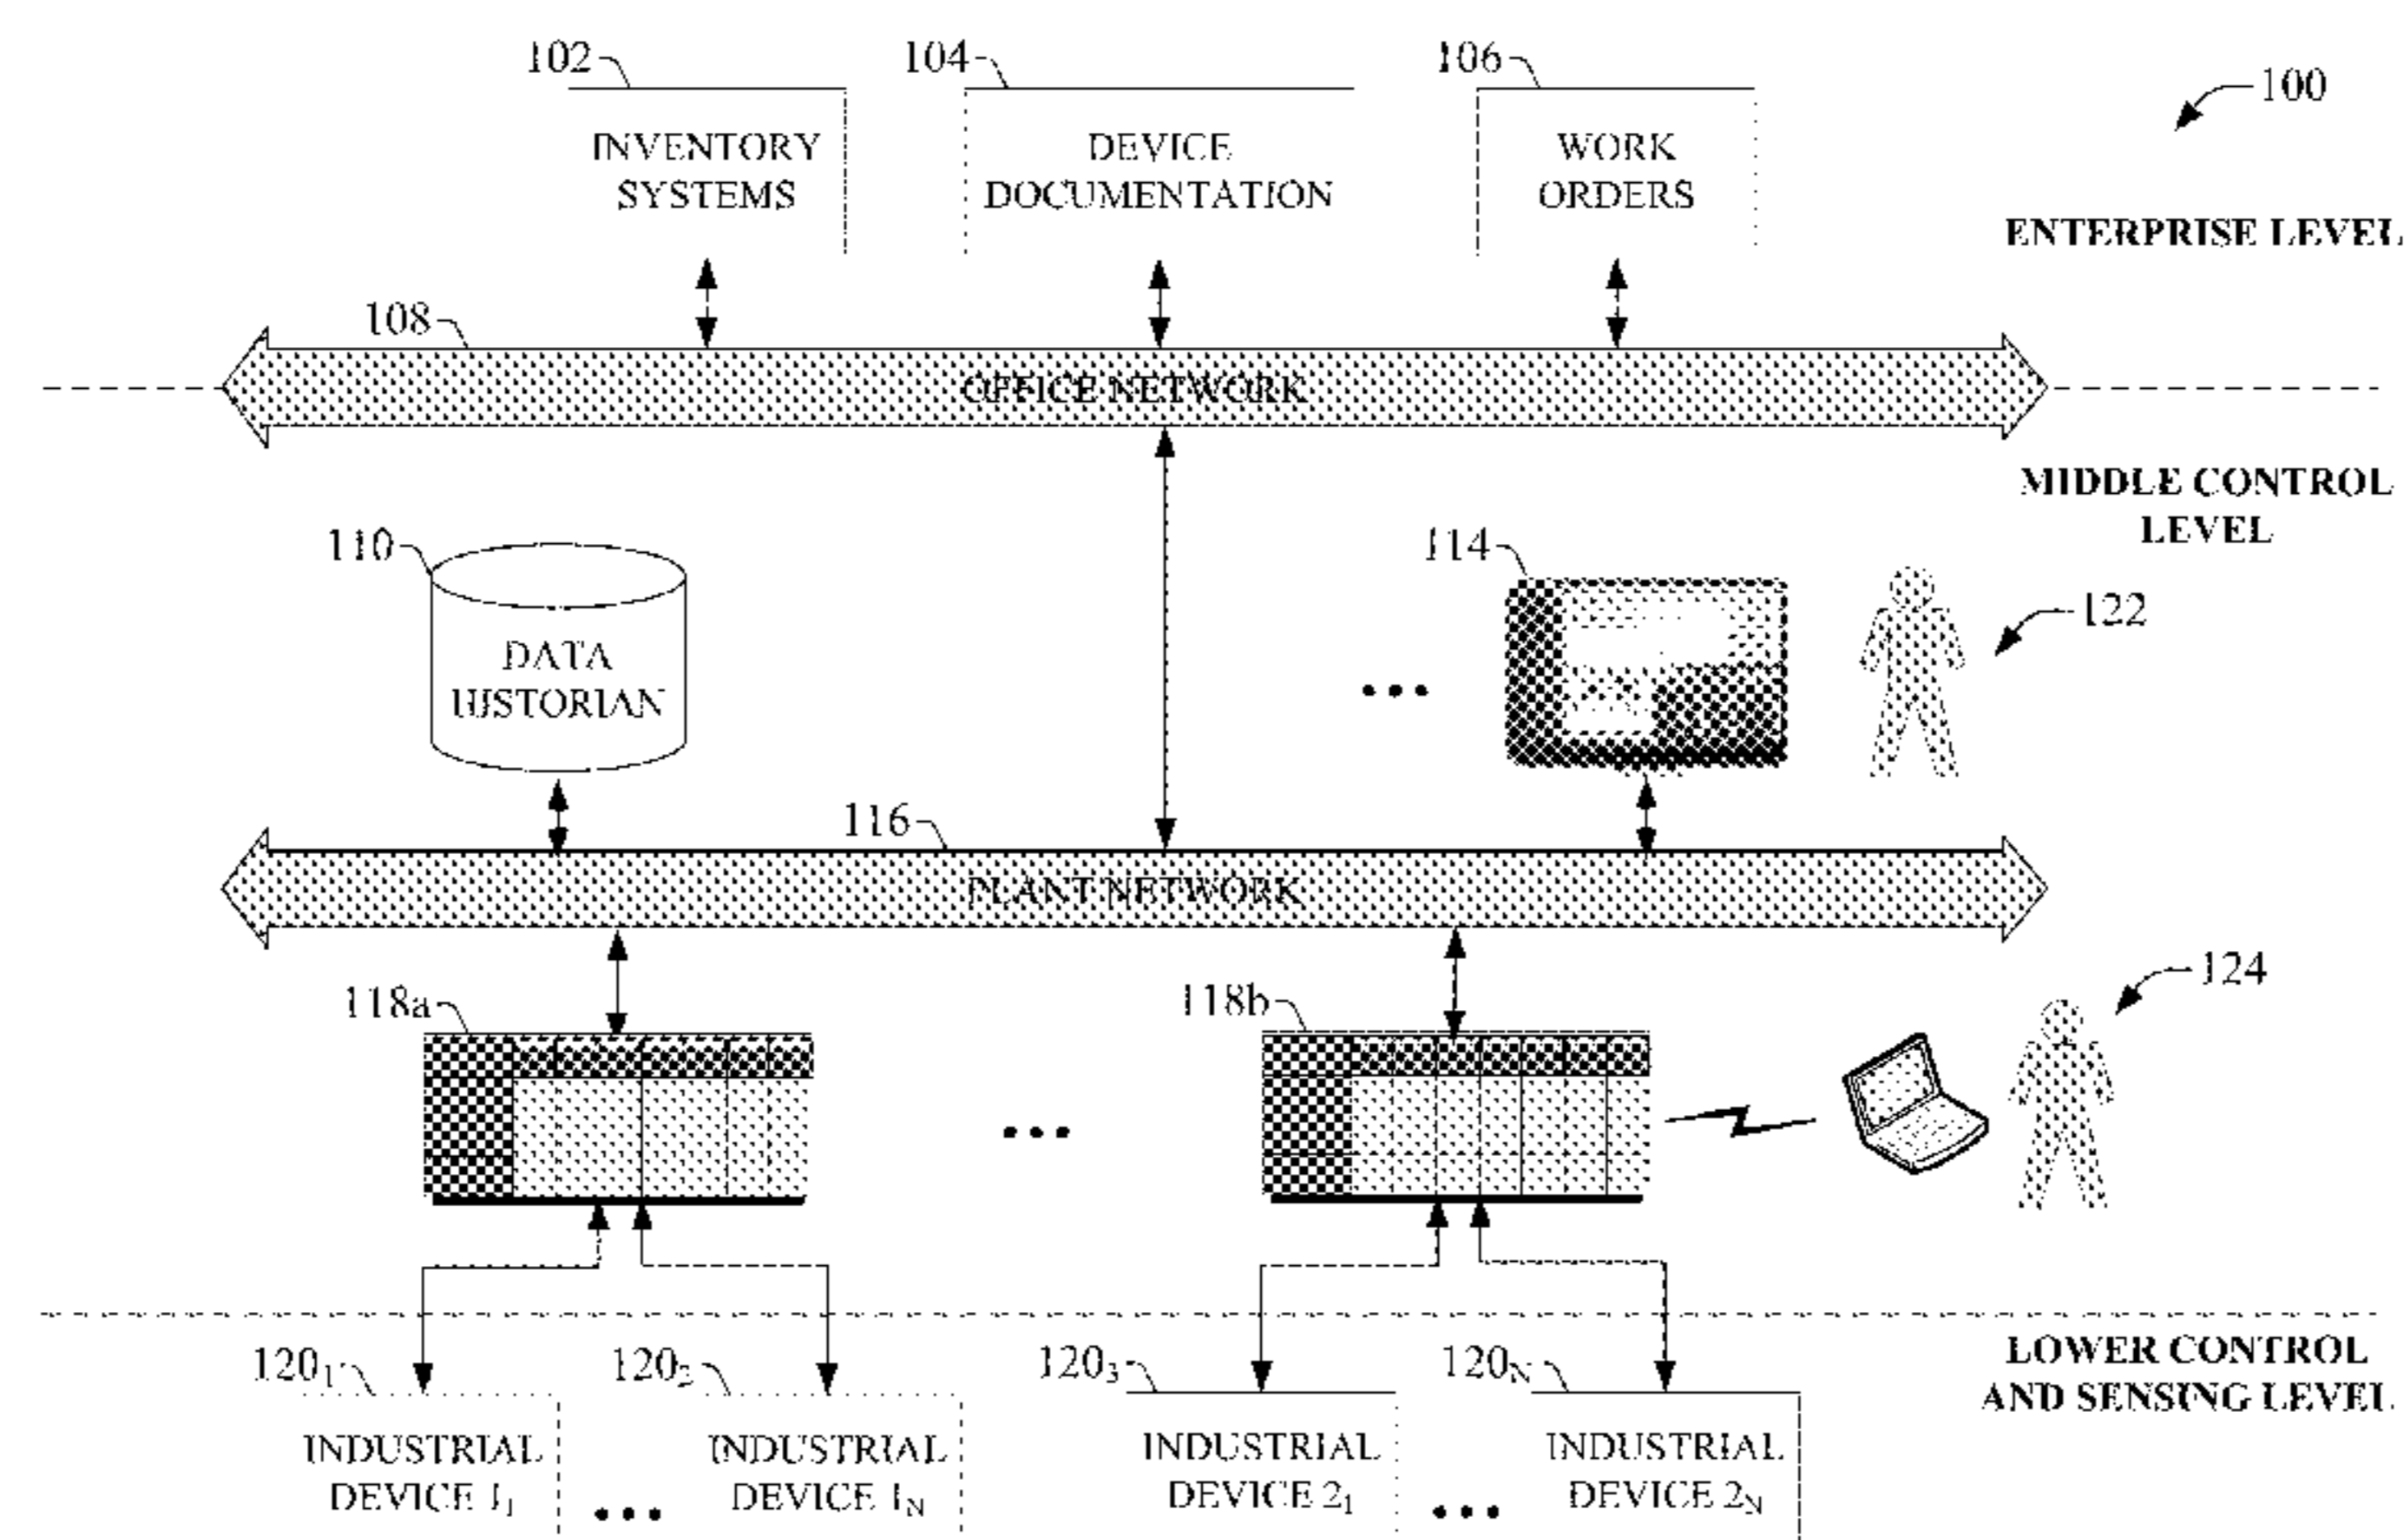 102
104
106
100
INVENTORY
SYSTEMS
DEVICE
DOCUMENTATION
WORK
ORDERS
ENTERPRISE LEVEL
108
OFFICE NETWORK
MIDDLE CONTROL
LEVEL
110
DATA
HISTORIAN
114
122
116
PLANT NETWORK
118a
118b
124
LOWER CONTROL
AND SENSING LEVEL
120₁
120₂
120₃
120N
INDUSTRIAL
DEVICE 1₁
INDUSTRIAL
DEVICE 1N
INDUSTRIAL
DEVICE 2₁
INDUSTRIAL
DEVICE 2N